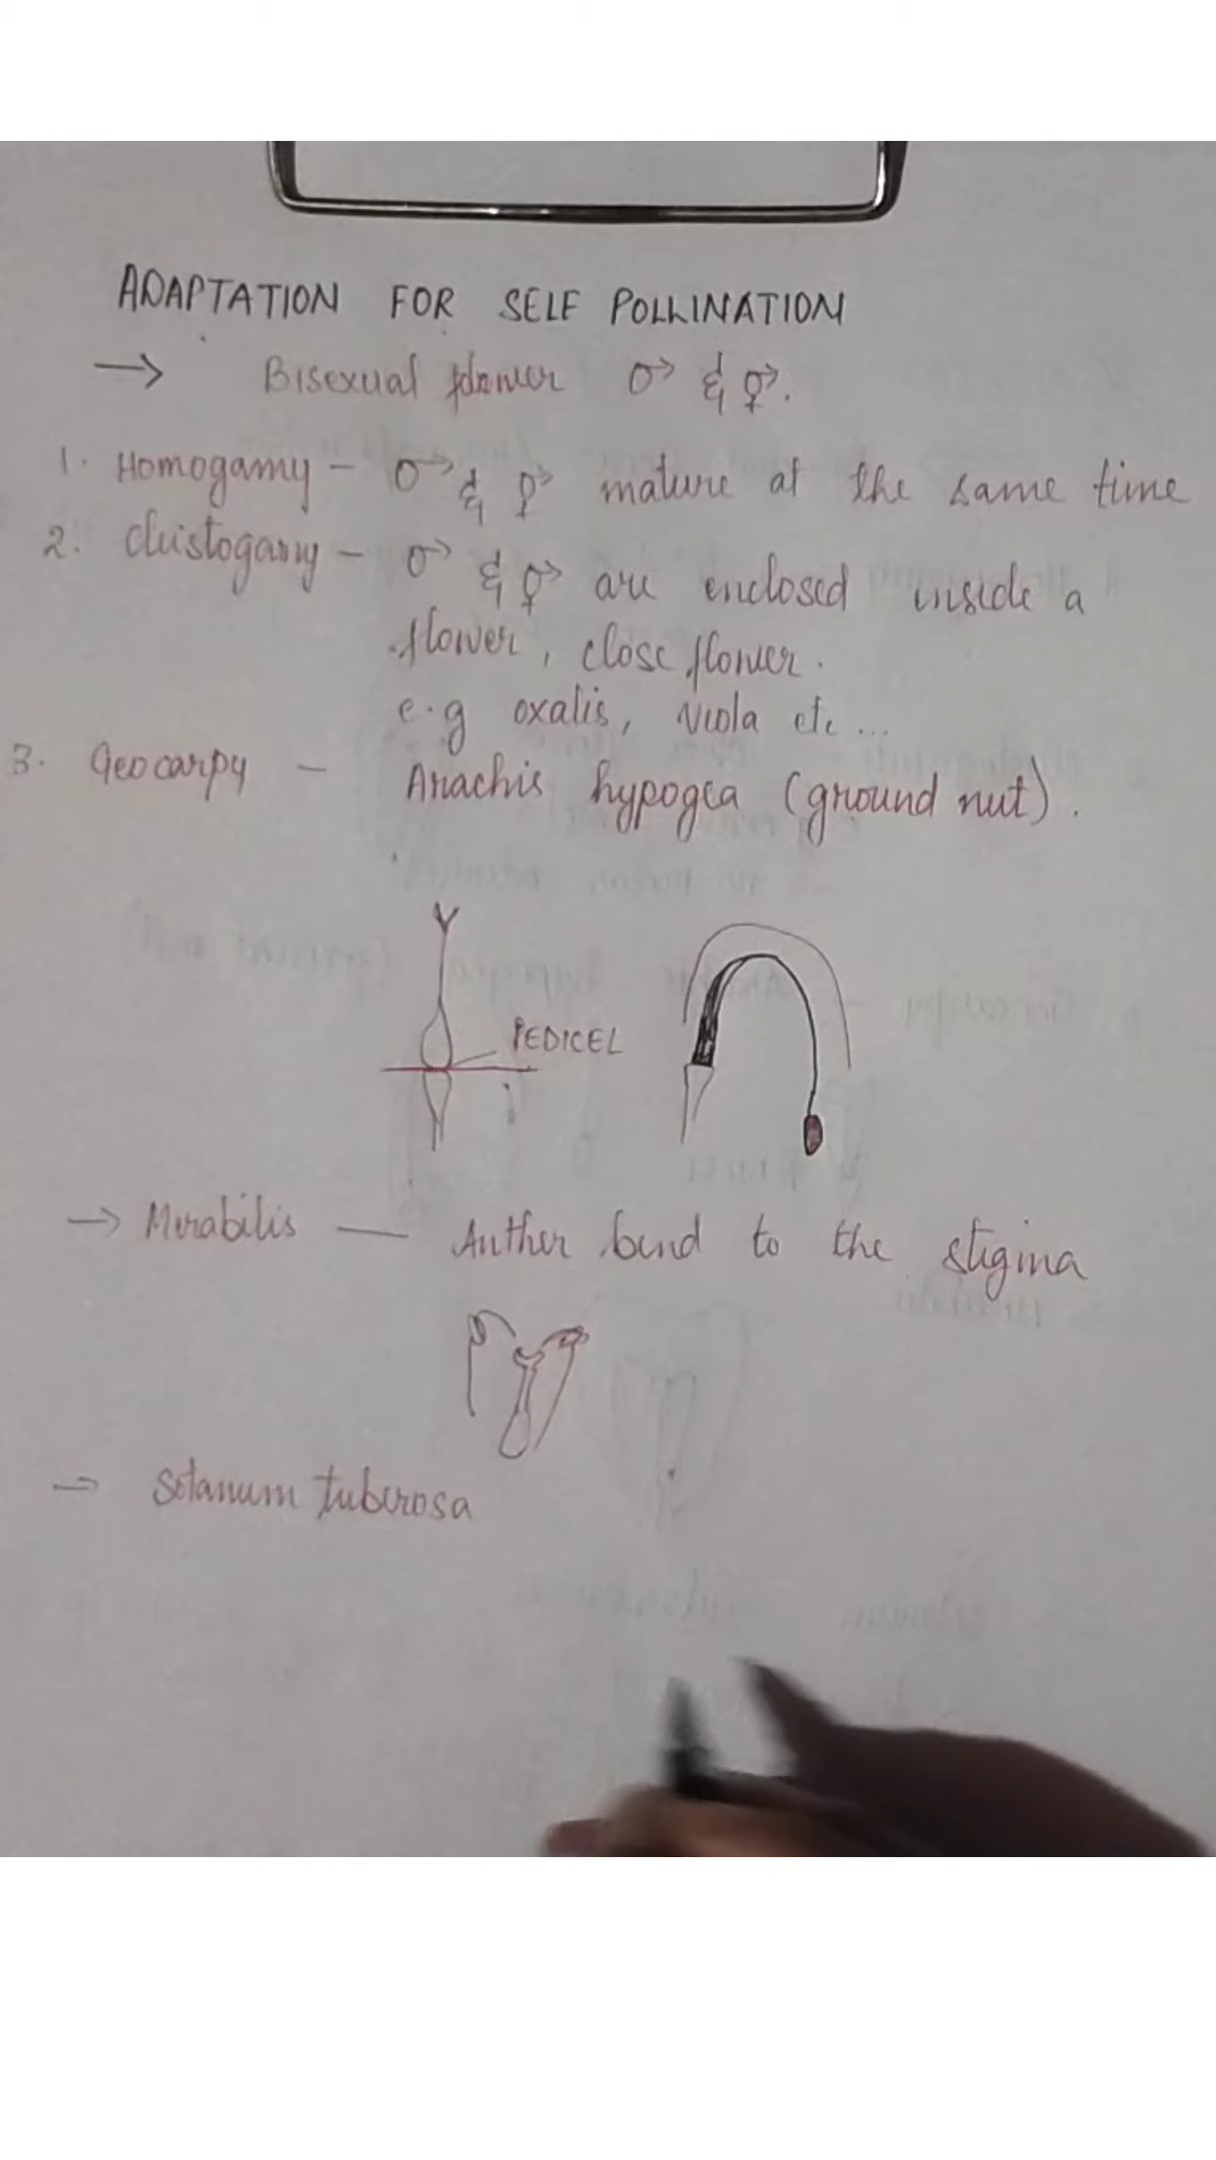 ADAPTATION FOR SELF POLLINATION
→ Bisexual flower ♂ & ⚥.
1. Homogamy - ♂ & ⚥ mature at the same time
2. cleistogamy - ♂ & ⚥ are enclosed inside a
flower, close flower.
e.g oxalis, viola etc...
3. Geocarpy - Arachis hypogea (ground nut).
PEDICEL
→ Mirabilis — Anther bend to the stigma
→ Solanum tuberosa